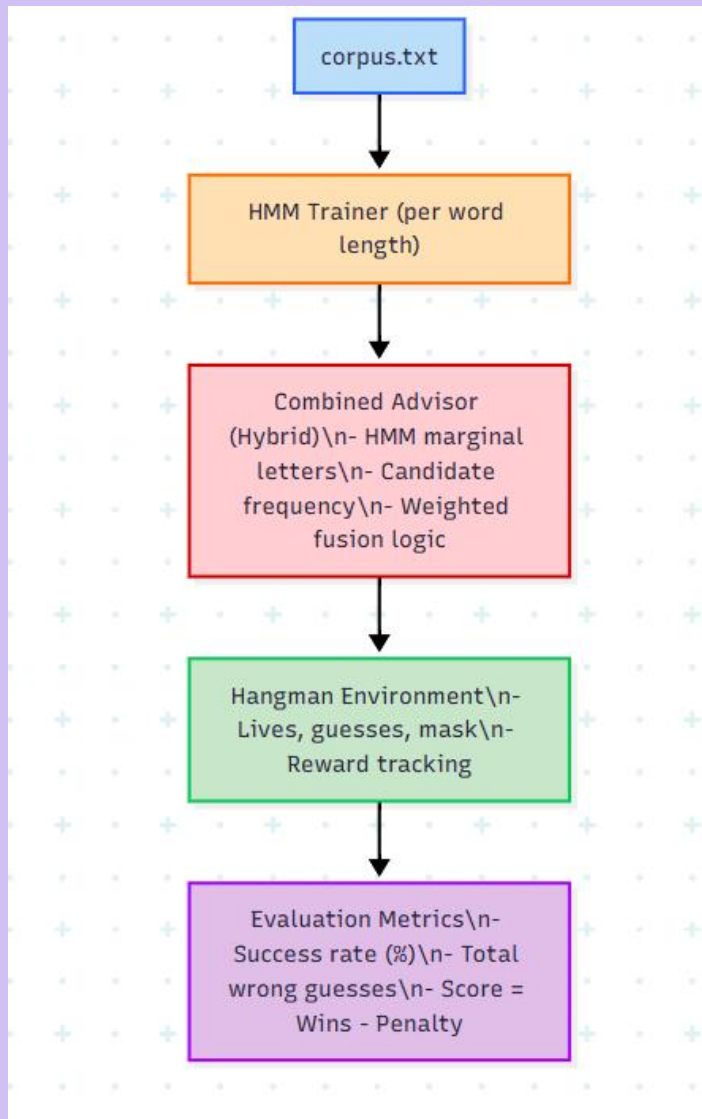 corpus.txt
HMM Trainer (per word
length)
Combined Advisor
(Hybrid)\n- HMM marginal
letters\n- Candidate
frequency\n- Weighted
fusion logic
Hangman Environment\n-
Lives, guesses, mask\n-
Reward tracking
Evaluation Metrics\n-
Success rate (%)\n- Total
wrong guesses\n- Score =
Wins - Penalty